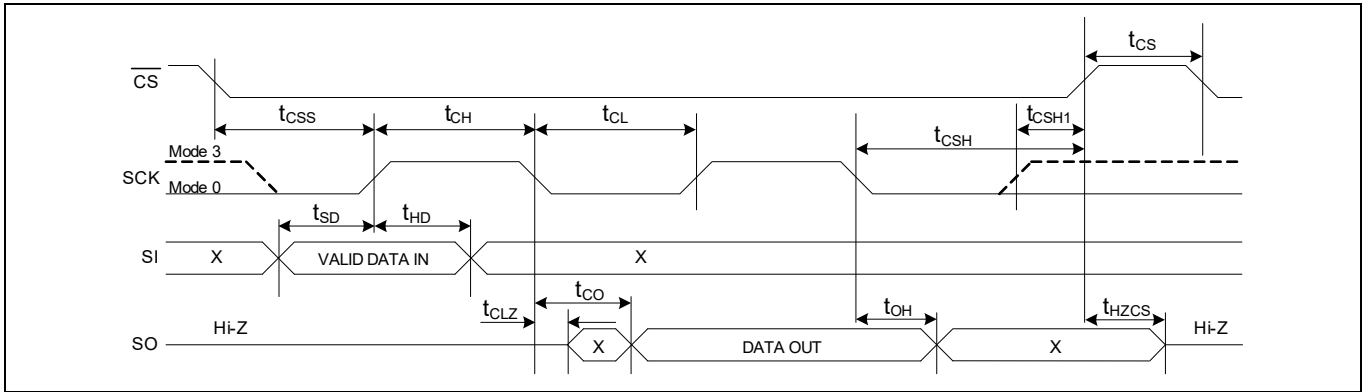 tCS
CS
tCSS
tCH
tCL
tCSH
tCSH1
Mode 3
SCK
Mode 0
tSD
tHD
SI
X
VALID DATA IN
X
tCO
tCLZ
tOH
tHZCS
SO
Hi-Z
X
DATA OUT
X
Hi-Z